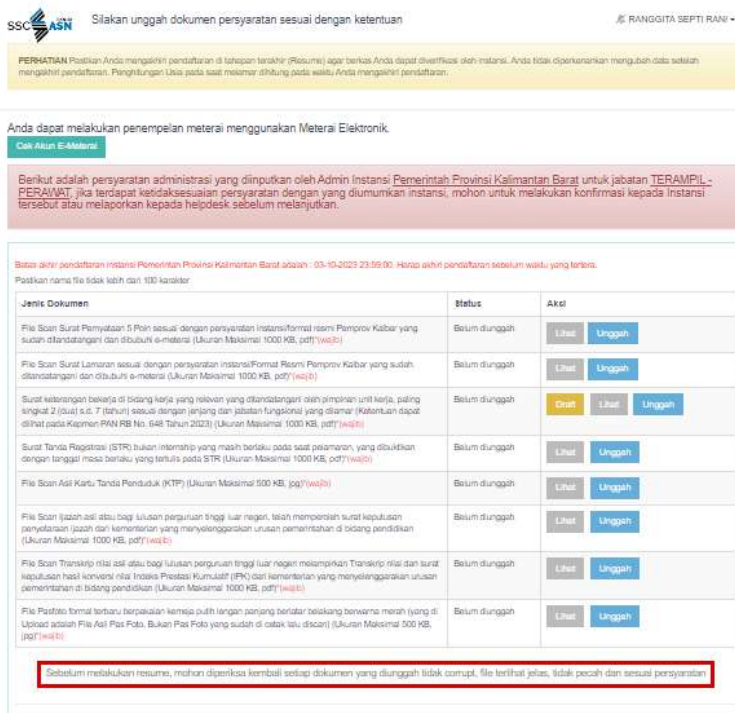 SSCASN
Silakan unggah dokumen persyaratan sesuai dengan ketentuan
RANGGITA SEPTI RANI
PERHATIAN Pastikan Anda mengakhiri pendaftaran di tahapan terakhir (Resume) agar berkas Anda dapat diverifikasi oleh instansi. Anda tidak diperkenankan mengubah data setelah
mengakhiri pendaftaran. Penghitungan Usia pada saat melamar dihitung pada waktu Anda mengakhiri pendaftaran.
Anda dapat melakukan penempelan meterai menggunakan Meterai Elektronik.
Cek Akun E-Meterai
Berikut adalah persyaratan administrasi yang diinputkan oleh Admin Instansi Pemerintah Provinsi Kalimantan Barat untuk jabatan TERAMPIL -
PERAWAT, jika terdapat ketidaksesuaian persyaratan dengan yang diumumkan instansi, mohon untuk melakukan konfirmasi kepada Instansi
tersebut atau melaporkan kepada helpdesk sebelum melanjutkan.
Batas akhir pendaftaran instansi Pemerintah Provinsi Kalimantan Barat adalah : 03-10-2023 23:59:00. Harap akhiri pendaftaran sebelum waktu yang tertera.
Pastikan nama file tidak lebih dari 100 karakter
Jenis Dokumen Status Aksi
File Scan Surat Pernyataan 5 Poin sesuai dengan persyaratan instansi/format resmi Pemprov Kalbar yang
sudah ditandatangani dan dibubuhi e-meterai (Ukuran Maksimal 1000 KB, pdf)*(wajib)
Belum diunggah Lihat Unggah
File Scan Surat Lamaran sesuai dengan persyaratan instansi/Format Resmi Pemprov Kalbar yang sudah
ditandatangani dan dibubuhi e-meterai (Ukuran Maksimal 1000 KB, pdf)*(wajib)
Belum diunggah Lihat Unggah
Surat keterangan bekerja di bidang kerja yang relevan yang ditandatangani oleh pimpinan unit kerja, paling
singkat 2 (dua) s.d. 7 (tahun) sesuai dengan jenjang dan jabatan fungsional yang dilamar (Ketentuan dapat
dilihat pada Kepmen PAN RB No. 648 Tahun 2023) (Ukuran Maksimal 1000 KB, pdf)*(wajib)
Belum diunggah Draft Lihat Unggah
Surat Tanda Registrasi (STR) bukan internship yang masih berlaku pada saat pelamaran, yang dibuktikan
dengan tanggal masa berlaku yang tertulis pada STR (Ukuran Maksimal 1000 KB, pdf)*(wajib)
Belum diunggah Lihat Unggah
File Scan Asli Kartu Tanda Penduduk (KTP) (Ukuran Maksimal 500 KB, jpg)*(wajib)
Belum diunggah Lihat Unggah
File Scan Ijazah asli atau bagi lulusan perguruan tinggi luar negeri, telah memperoleh surat keputusan
penyetaraan ijazah dari kementerian yang menyelenggarakan urusan pemerintahan di bidang pendidikan
(Ukuran Maksimal 1000 KB, pdf)*(wajib)
Belum diunggah Lihat Unggah
File Scan Transkrip nilai asli atau bagi lulusan perguruan tinggi luar negeri melampirkan Transkrip nilai dan surat
keputusan hasil konversi nilai Indeks Prestasi Kumulatif (IPK) dari kementerian yang menyelenggarakan urusan
pemerintahan di bidang pendidikan (Ukuran Maksimal 1000 KB, pdf)*(wajib)
Belum diunggah Lihat Unggah
File Pasfoto formal terbaru berpakaian kemeja putih lengan panjang berlatar belakang berwarna merah (yang di
Upload adalah File Asli Pas Foto, Bukan Pas Foto yang sudah di cetak lalu discan) (Ukuran Maksimal 500 KB,
jpg)*(wajib)
Belum diunggah Lihat Unggah
Sebelum melakukan resume, mohon diperiksa kembali setiap dokumen yang diunggah tidak corrupt, file terlihat jelas, tidak pecah dan sesuai persyaratan